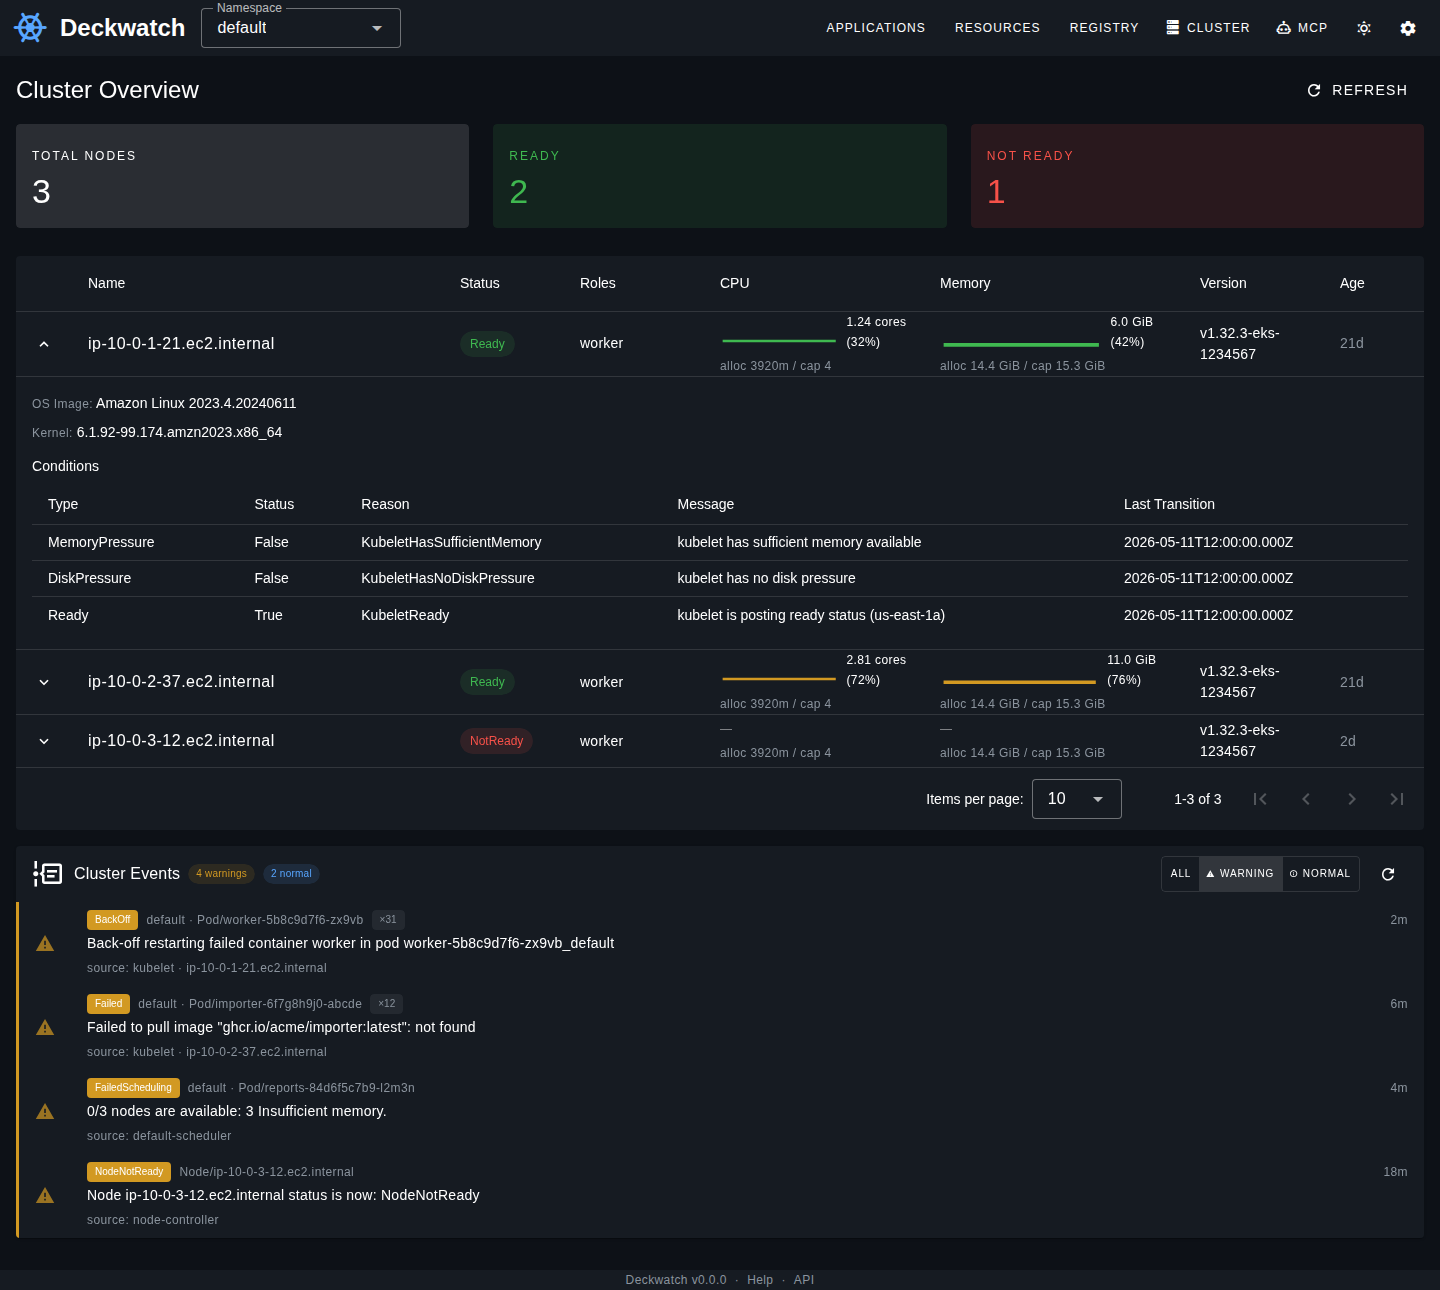 Deckwatch
Namespace
default
APPLICATIONS RESOURCES REGISTRY CLUSTER MCP
Cluster Overview
REFRESH
TOTAL NODES
3
READY
2
NOT READY
1
Name Status Roles CPU Memory Version Age
ip-10-0-1-21.ec2.internal Ready worker
1.24 cores
(32%)
alloc 3920m / cap 4
6.0 GiB
(42%)
alloc 14.4 GiB / cap 15.3 GiB
v1.32.3-eks-
1234567
21d
OS Image: Amazon Linux 2023.4.20240611
Kernel: 6.1.92-99.174.amzn2023.x86_64
Conditions
Type Status Reason Message Last Transition
MemoryPressure False KubeletHasSufficientMemory kubelet has sufficient memory available 2026-05-11T12:00:00.000Z
DiskPressure False KubeletHasNoDiskPressure kubelet has no disk pressure 2026-05-11T12:00:00.000Z
Ready True KubeletReady kubelet is posting ready status (us-east-1a) 2026-05-11T12:00:00.000Z
ip-10-0-2-37.ec2.internal Ready worker
2.81 cores
(72%)
alloc 3920m / cap 4
11.0 GiB
(76%)
alloc 14.4 GiB / cap 15.3 GiB
v1.32.3-eks-
1234567
21d
ip-10-0-3-12.ec2.internal NotReady worker
—
alloc 3920m / cap 4
—
alloc 14.4 GiB / cap 15.3 GiB
v1.32.3-eks-
1234567
2d
Items per page: 10 1-3 of 3
Cluster Events 4 warnings 2 normal
ALL WARNING NORMAL
BackOff default · Pod/worker-5b8c9d7f6-zx9vb ×31 2m
Back-off restarting failed container worker in pod worker-5b8c9d7f6-zx9vb_default
source: kubelet · ip-10-0-1-21.ec2.internal
Failed default · Pod/importer-6f7g8h9j0-abcde ×12 6m
Failed to pull image "ghcr.io/acme/importer:latest": not found
source: kubelet · ip-10-0-2-37.ec2.internal
FailedScheduling default · Pod/reports-84d6f5c7b9-l2m3n 4m
0/3 nodes are available: 3 Insufficient memory.
source: default-scheduler
NodeNotReady Node/ip-10-0-3-12.ec2.internal 18m
Node ip-10-0-3-12.ec2.internal status is now: NodeNotReady
source: node-controller
Deckwatch v0.0.0 · Help · API